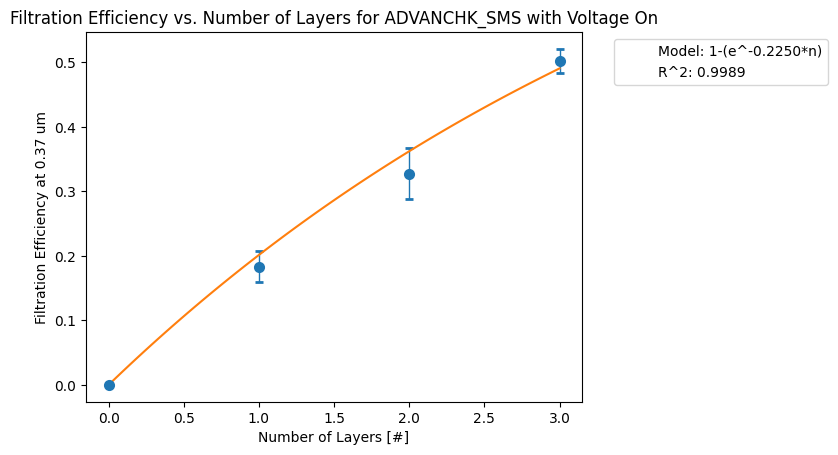 Filtration Efficiency vs. Number of Layers for ADVANCHK_SMS with Voltage On
Model: 1-(e^-0.2250*n)
R^2: 0.9989
Filtration Efficiency at 0.37 um
0.5
0.4
0.3
0.2
0.1
0.0
0.0 0.5 1.0 1.5 2.0 2.5 3.0
Number of Layers [#]